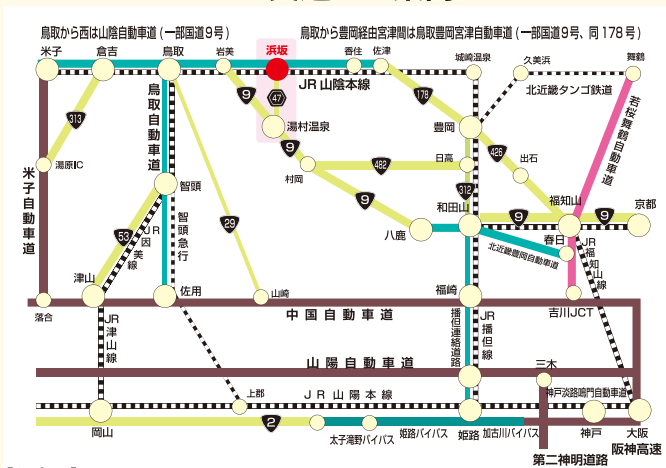 鳥取から西は山陰自動車道(一部国道9号)
鳥取から豊岡経由宮津間は鳥取豊岡宮津自動車道(一部国道9号、同178号)
米子
倉吉
鳥取
岩美
浜坂
香住
佐津
城崎温泉
久美浜
舞鶴
JR山陰本線
北近畿タンゴ鉄道
313
9
47
178
湯村温泉
豊岡
若桜舞鶴自動車道
鳥取自動車道
9
426
湯原IC
村岡
482
日高
出石
米子自動車道
智頭
312
9
和田山
9
福知山
9
京都
53
JR因美線
智頭急行
29
八鹿
春日
北近畿豊岡自動車道
JR福知山線
津山
佐用
山崎
福崎
吉川JCT
落合
中国自動車道
JR津山線
播但連絡道路
JR播但線
山陽自動車道
三木
上郡
JR山陽本線
神戸淡路鳴門自動車道
岡山
2
太子滝野バイパス
姫路バイパス
姫路
加古川バイパス
神戸
大阪
阪神高速
第二神明道路